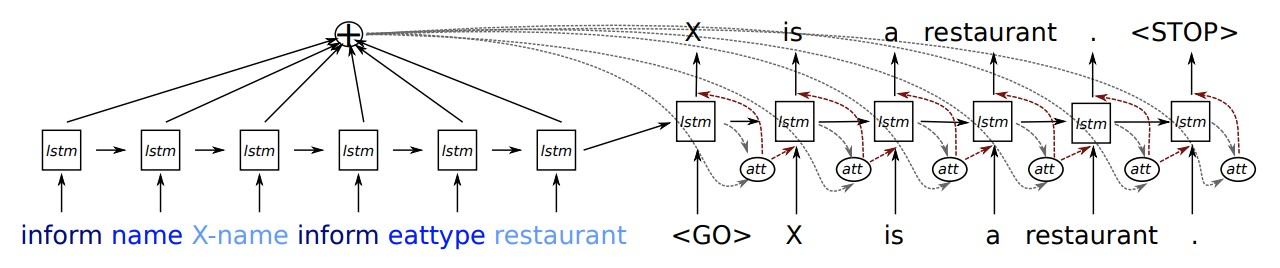 X is a restaurant . <STOP>
lstm lstm lstm lstm lstm lstm
lstm lstm lstm lstm lstm lstm
att att att att att att
inform name X-name inform eattype restaurant <GO> X is a restaurant .